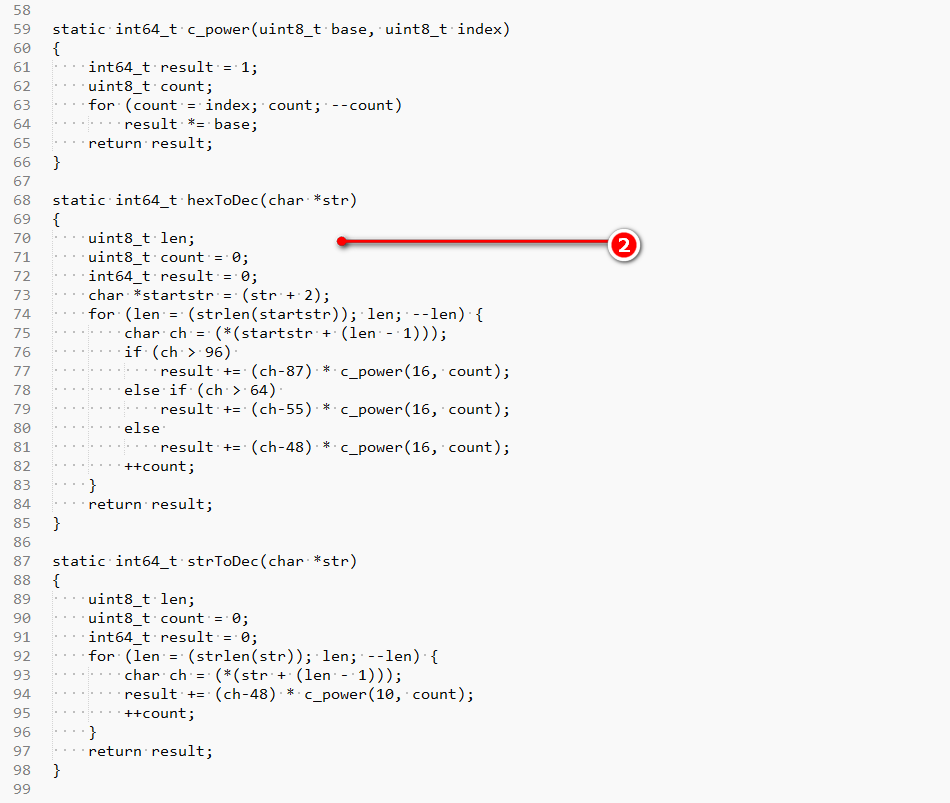 58
59 static int64_t c_power(uint8_t base, uint8_t index)
60 {
61     int64_t result = 1;
62     uint8_t count;
63     for (count = index; count; --count)
64         result *= base;
65     return result;
66 }
67
68 static int64_t hexToDec(char *str)
69 {
70     uint8_t len; 2
71     uint8_t count = 0;
72     int64_t result = 0;
73     char *startstr = (str + 2);
74     for (len = (strlen(startstr)); len; --len) {
75         char ch = (*(startstr + (len - 1)));
76         if (ch > 96)
77             result += (ch-87) * c_power(16, count);
78         else if (ch > 64)
79             result += (ch-55) * c_power(16, count);
80         else
81             result += (ch-48) * c_power(16, count);
82         ++count;
83     }
84     return result;
85 }
86
87 static int64_t strToDec(char *str)
88 {
89     uint8_t len;
90     uint8_t count = 0;
91     int64_t result = 0;
92     for (len = (strlen(str)); len; --len) {
93         char ch = (*(str + (len - 1)));
94         result += (ch-48) * c_power(10, count);
95         ++count;
96     }
97     return result;
98 }
99